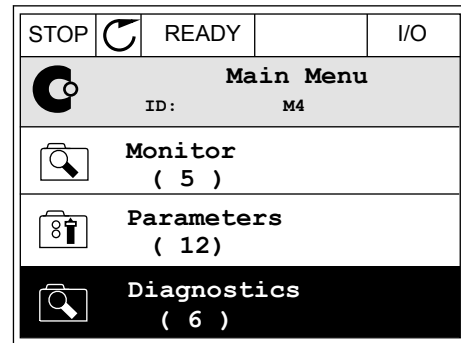 STOP READY I/O
Main Menu
ID: M4
Monitor
( 5 )
Parameters
( 12)
Diagnostics
( 6 )